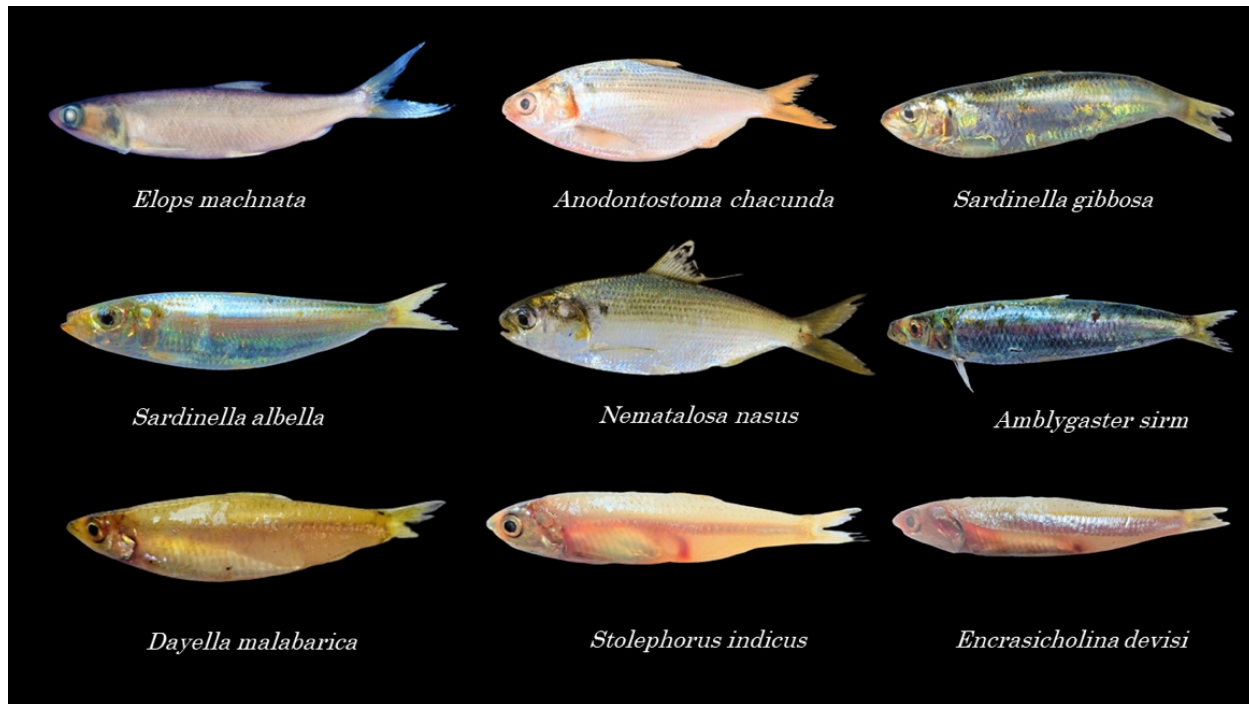 Elops machnata
Anodontostoma chacunda
Sardinella gibbosa
Sardinella albella
Nematalosa nasus
Amblygaster sirm
Dayella malabarica
Stolephorus indicus
Encrasicholina devisi